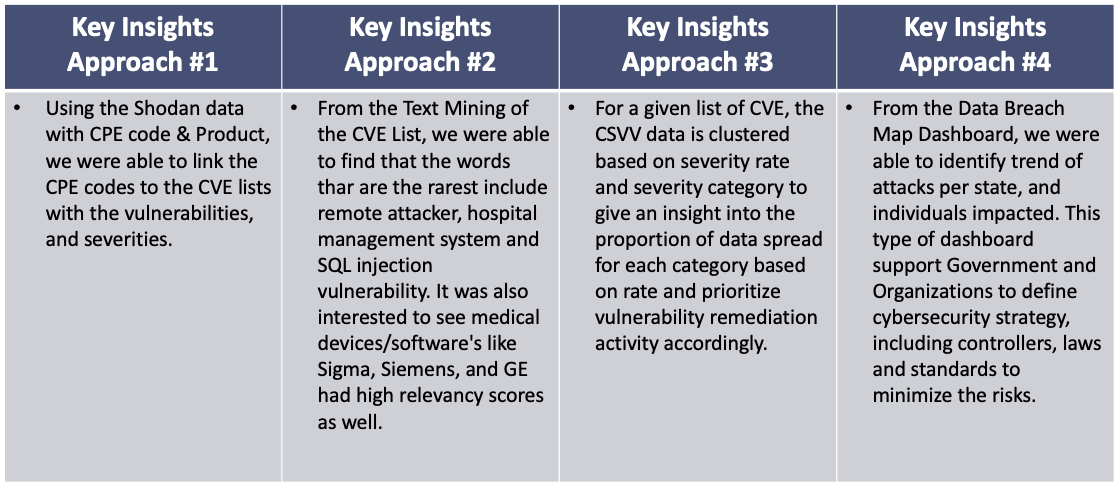 Key Insights
Approach #1
Key Insights
Approach #2
Key Insights
Approach #3
Key Insights
Approach #4
• Using the Shodan data
with CPE code & Product,
we were able to link the
CPE codes to the CVE lists
with the vulnerabilities,
and severities.
• From the Text Mining of
the CVE List, we were able
to find that the words
thar are the rarest include
remote attacker, hospital
management system and
SQL injection
vulnerability. It was also
interested to see medical
devices/software's like
Sigma, Siemens, and GE
had high relevancy scores
as well.
• For a given list of CVE, the
CSVV data is clustered
based on severity rate
and severity category to
give an insight into the
proportion of data spread
for each category based
on rate and prioritize
vulnerability remediation
activity accordingly.
• From the Data Breach
Map Dashboard, we were
able to identify trend of
attacks per state, and
individuals impacted. This
type of dashboard
support Government and
Organizations to define
cybersecurity strategy,
including controllers, laws
and standards to
minimize the risks.